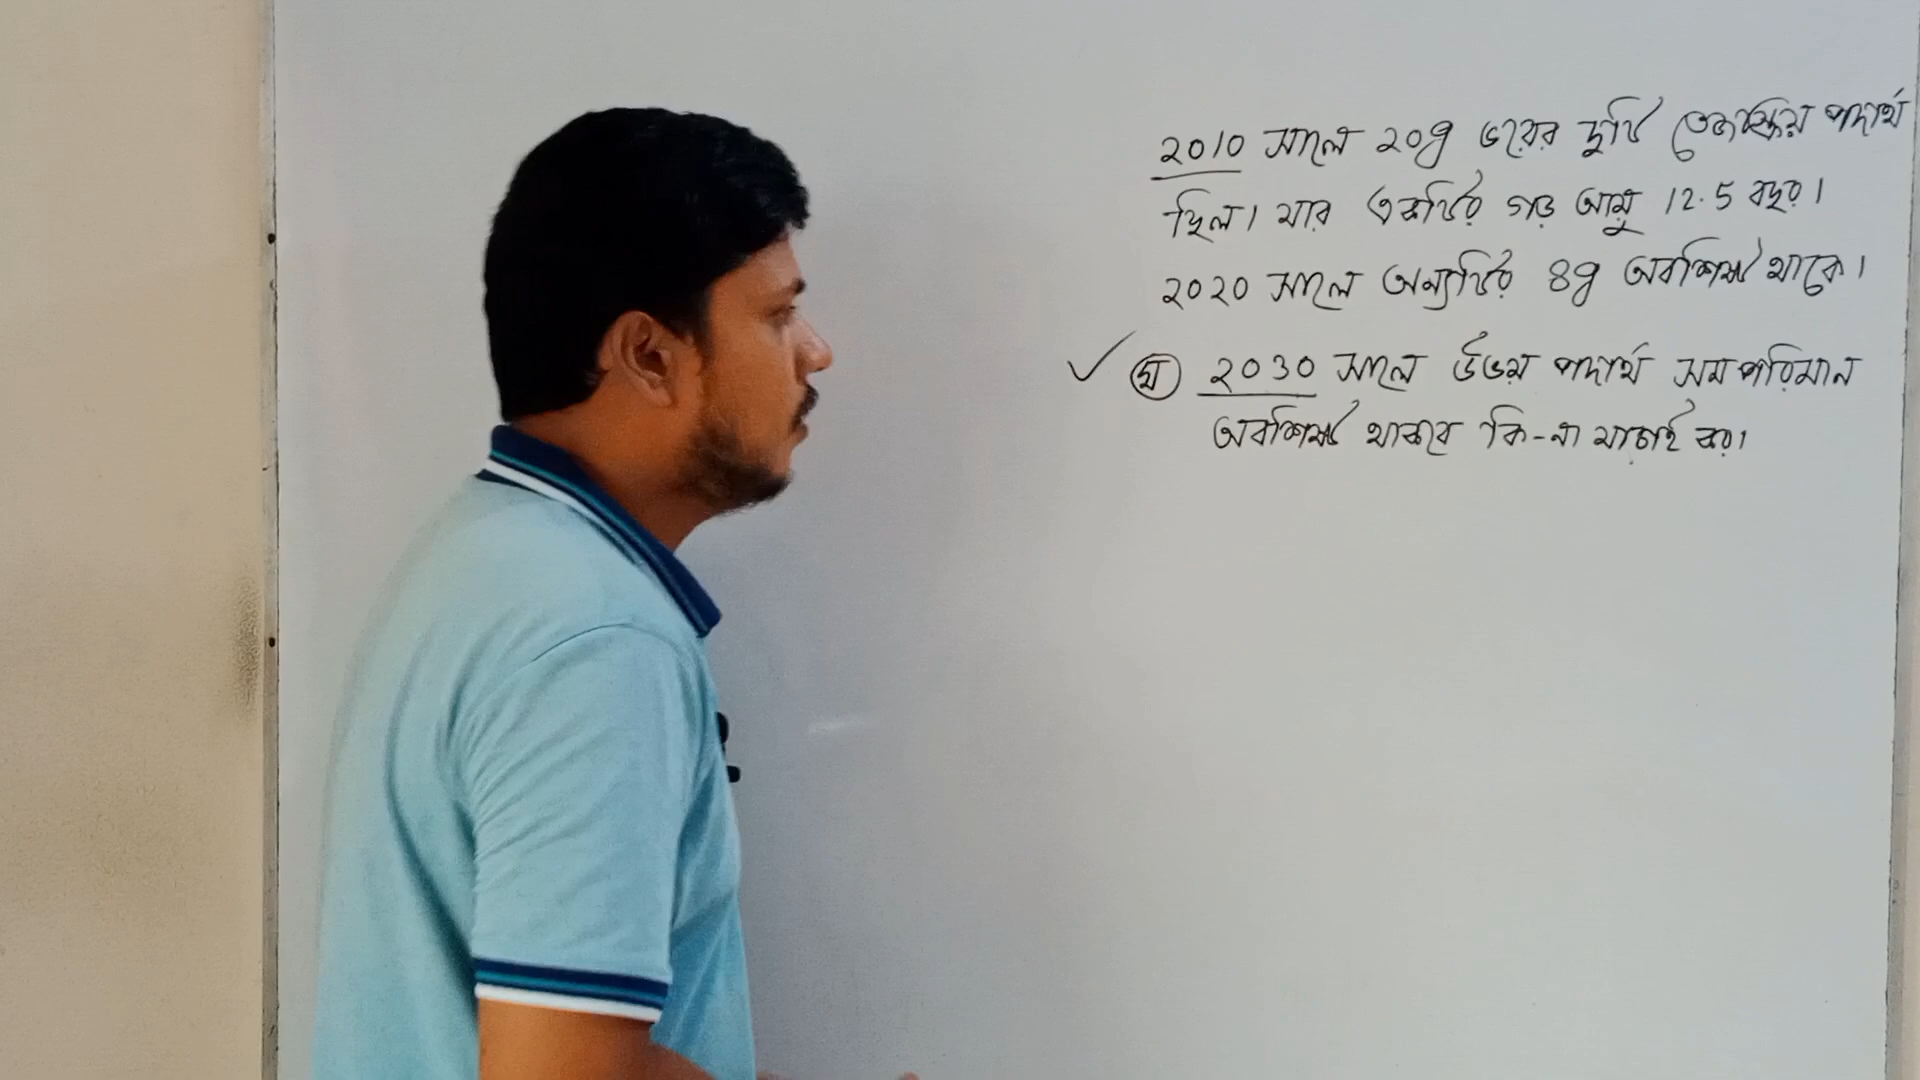 ২০১০ সালে ২০g ভরের দুটি তেজস্ক্রিয় পদার্থ
ছিল। যার একটির গড় আয়ু 12.5 বছর।
২০২০ সালে অন্যটির 8g অবশিষ্ট থাকে।
✓ ঘ ২০৩০ সালে উভয় পদার্থ সমপরিমান
অবশিষ্ট থাকবে কি-না যাচাই কর।